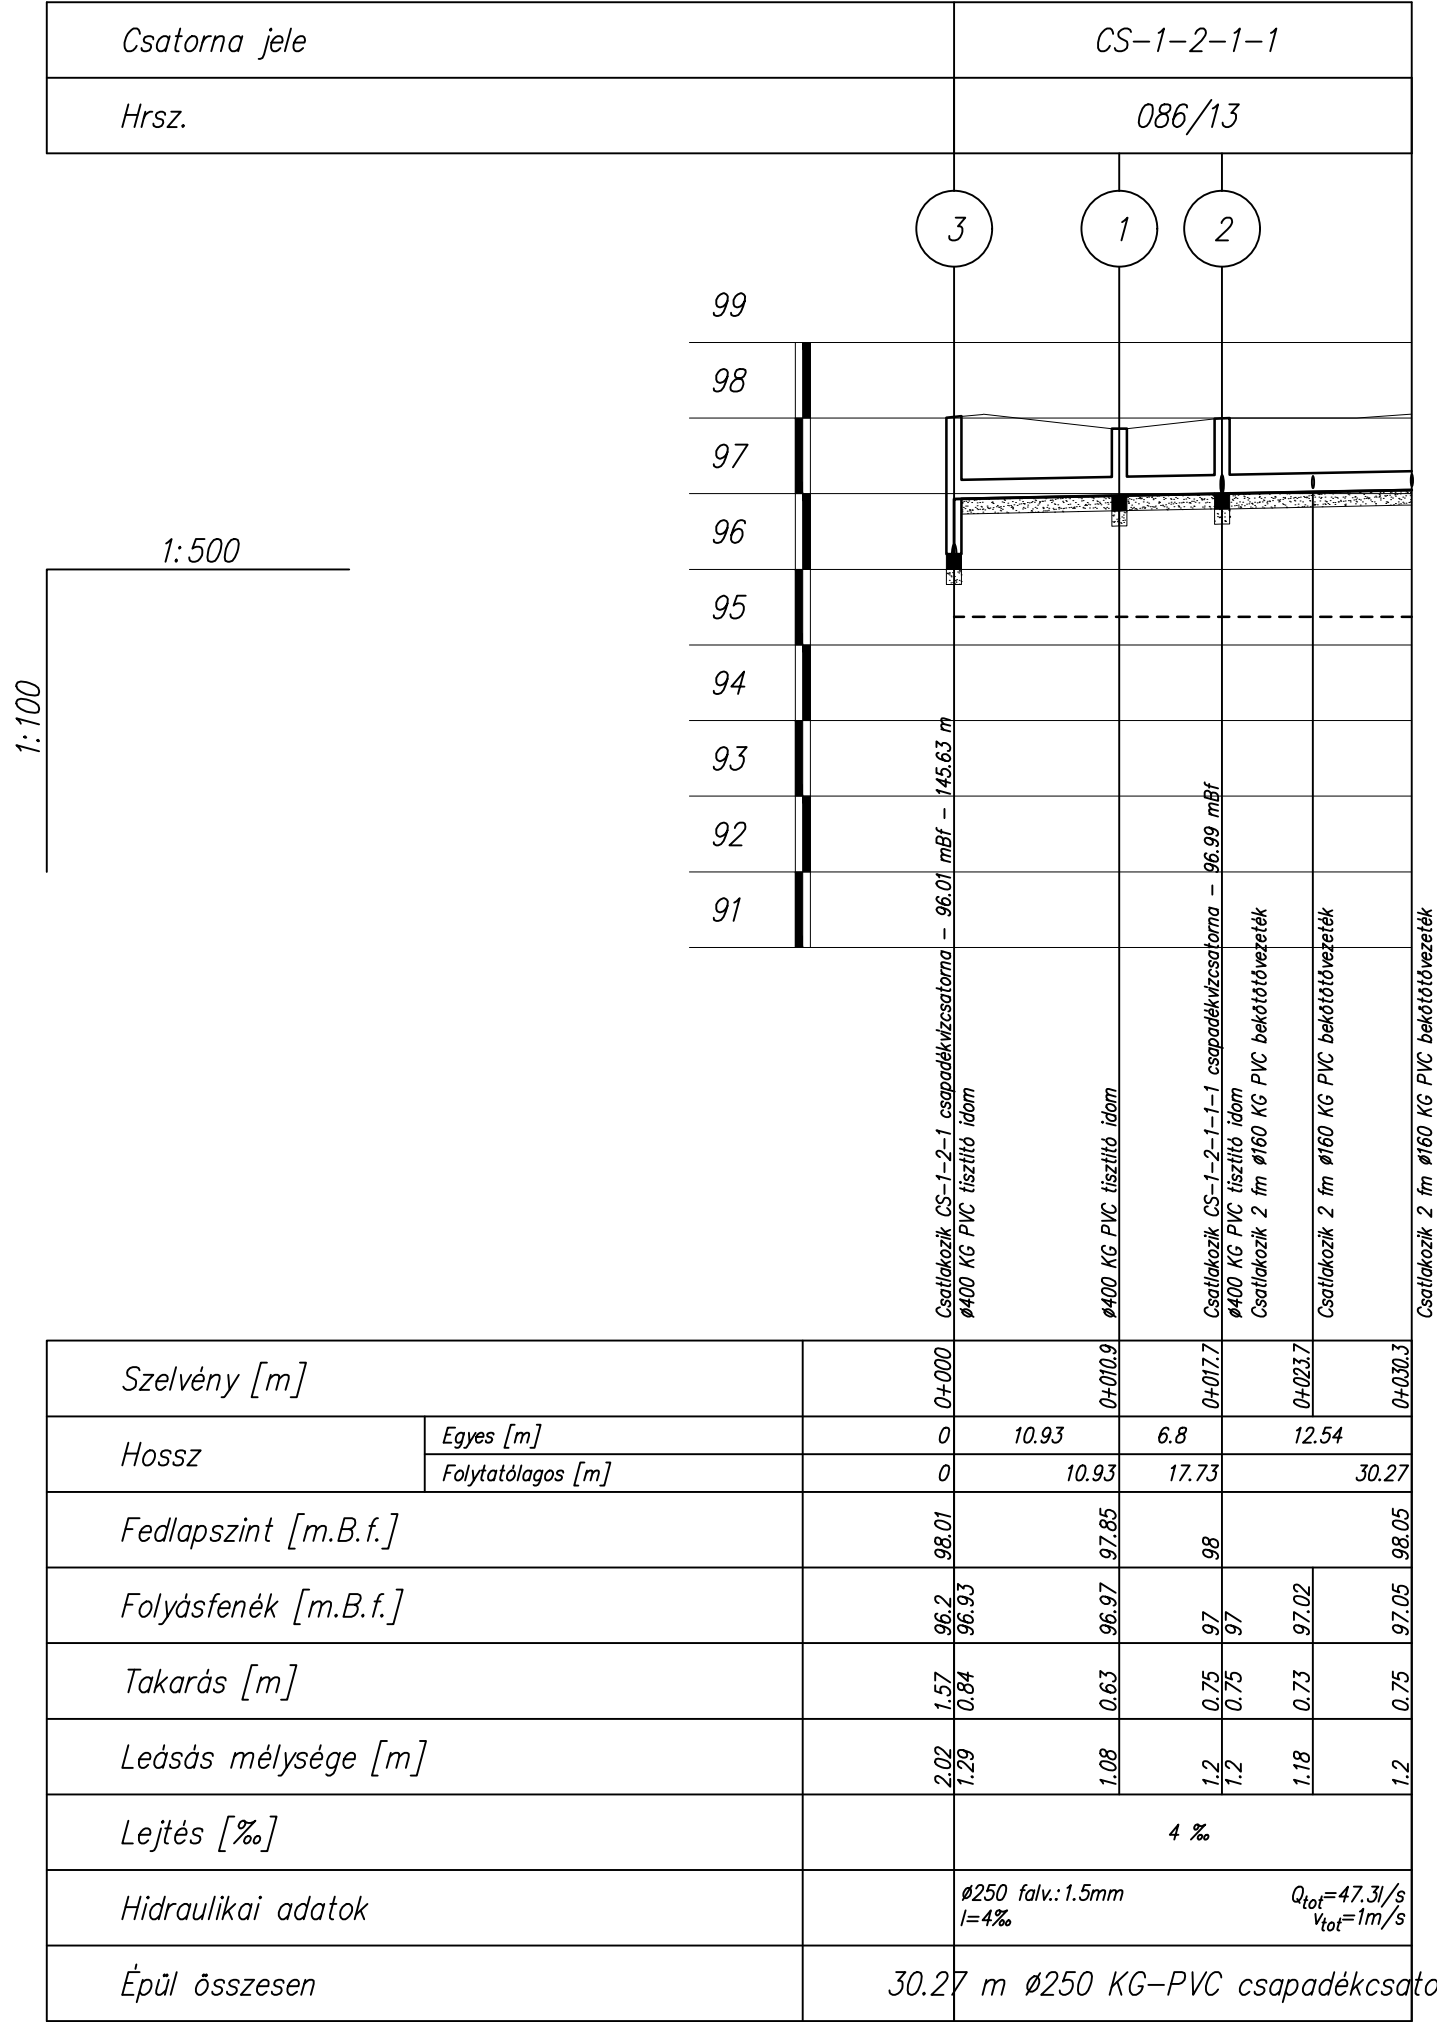 Csatorna jele
CS-1-2-1-1
Hrsz.
086/13
3
1
2
99
98
97
96
95
94
93
92
91
1:500
1:100
Csatlakozik CS-1-2-1 csapadékvízcsatorna - 96.01 mBf - 145.63 m
ø400 KG PVC tisztító idom
ø400 KG PVC tisztító idom
Csatlakozik CS-1-2-1-1-1 csapadékvízcsatorna - 96.99 mBf
ø400 KG PVC tisztító idom
Csatlakozik 2 fm ø160 KG PVC bekötötövezeték
Csatlakozik 2 fm ø160 KG PVC bekötötövezeték
Csatlakozik 2 fm ø160 KG PVC bekötötövezeték
Szelvény [m]
0+000
0+010.9
0+017.7
0+023.7
0+030.3
Hossz
Egyes [m]
0
10.93
6.8
12.54
Folytatólagos [m]
0
10.93
17.73
30.27
Fedlapszint [m.B.f.]
98.01
97.85
98
98.05
Folyásfenék [m.B.f.]
96.2
96.93
96.97
97
97
97.02
97.05
Takarás [m]
1.57
0.84
0.63
0.75
0.75
0.73
0.75
Leásás mélysége [m]
2.02
1.29
1.08
1.2
1.2
1.18
1.2
Lejtés [‰]
4 ‰
Hidraulikai adatok
ø250 falv.:1.5mm
I=4‰
Qtot=47.3l/s
vtot=1m/s
Épül összesen
30.27 m ø250 KG-PVC csapadékcsato